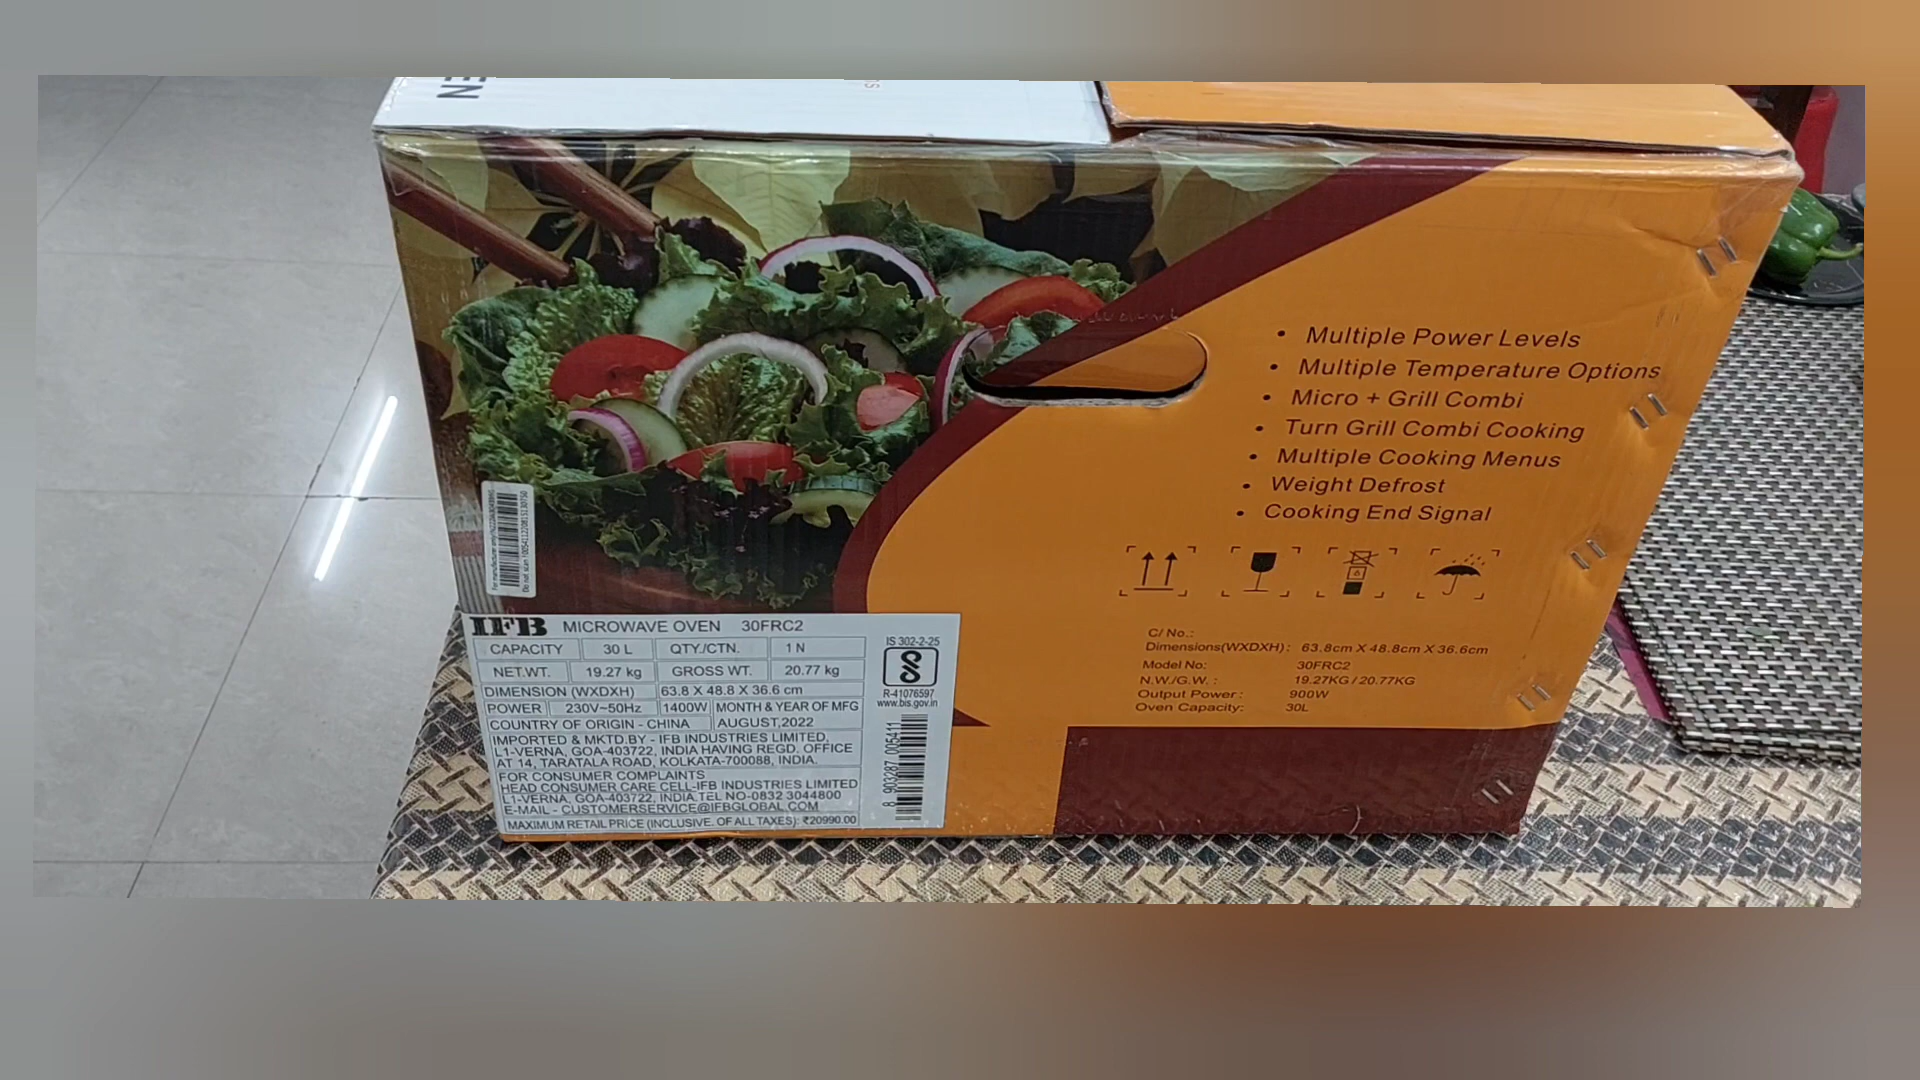 EN
• Multiple Power Levels
• Multiple Temperature Options
• Micro + Grill Combi
• Turn Grill Combi Cooking
• Multiple Cooking Menus
• Weight Defrost
• Cooking End Signal
C/ No.:
Dimensions(WXDXH): 63.8cm X 48.8cm X 36.6cm
Model No: 30FRC2
N.W./G.W. : 19.27KG / 20.77KG
Output Power : 900W
Oven Capacity: 30L
IFB MICROWAVE OVEN 30FRC2
CAPACITY 30 L QTY./CTN. 1 N
NET.WT. 19.27 kg GROSS WT. 20.77 kg
DIMENSION (WXDXH) 63.8 X 48.8 X 36.6 cm
POWER 230V~50Hz 1400W MONTH & YEAR OF MFG
COUNTRY OF ORIGIN - CHINA AUGUST,2022
IMPORTED & MKTD.BY - IFB INDUSTRIES LIMITED,
L1-VERNA, GOA-403722, INDIA HAVING REGD. OFFICE
AT 14, TARATALA ROAD, KOLKATA-700088, INDIA.
FOR CONSUMER COMPLAINTS
HEAD CONSUMER CARE CELL-IFB INDUSTRIES LIMITED
L1-VERNA, GOA-403722, INDIA.TEL NO-0832 3044800
E-MAIL - CUSTOMERSERVICE@IFBGLOBAL.COM
MAXIMUM RETAIL PRICE (INCLUSIVE. OF ALL TAXES): ₹20990.00
IS 302-2-25
R-41076597
www.bis.gov.in
8 903287 005411